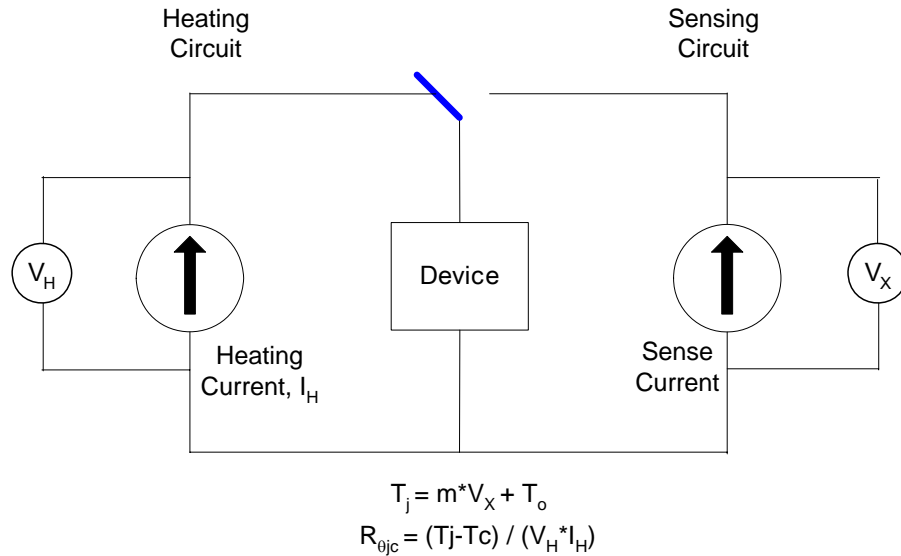 Heating
Circuit
Sensing
Circuit
V_H
Device
V_X
Heating
Current, I_H
Sense
Current
T_j = m*V_X + T_o
R_θjc = (Tj-Tc) / (V_H*I_H)